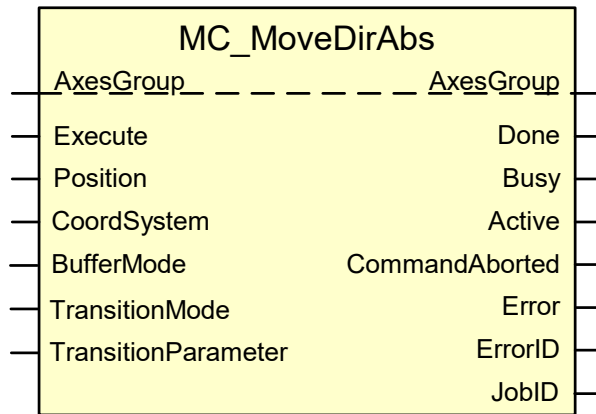 MC_MoveDirAbs
AxesGroup AxesGroup
Execute Done
Position Busy
CoordSystem Active
BufferMode CommandAborted
TransitionMode Error
TransitionParameter ErrorID
JobID